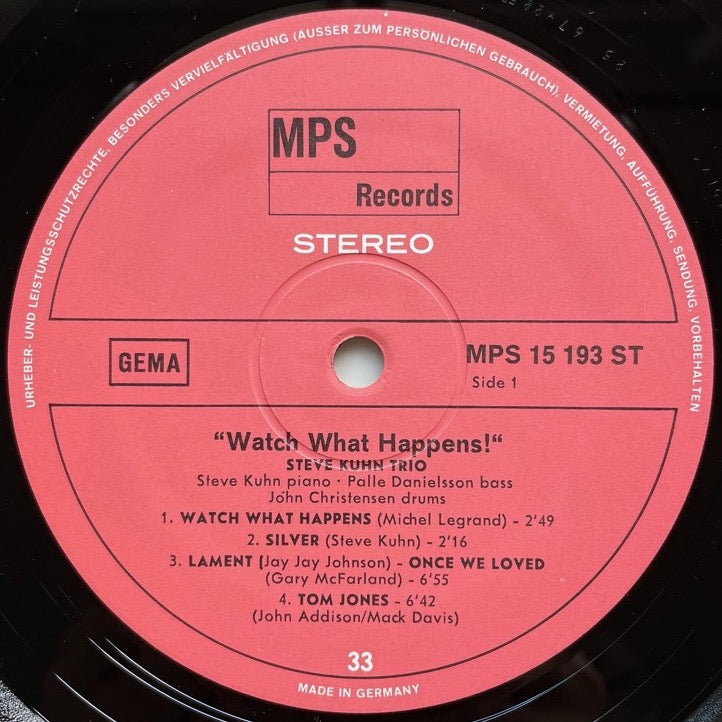 URHEBER- UND LEISTUNGSSCHUTZRECHTE, BESONDERS VERVIELFÄLTIGUNG (AUSSER ZUM PERSÖNLICHEN GEBRAUCH), VERMIETUNG, AUFFÜHRUNG, SENDUNG, VORBEHALTEN
MPS
Records
STEREO
GEMA
MPS 15 193 ST
Side 1
“Watch What Happens!“
STEVE KUHN TRIO
Steve Kuhn piano · Palle Danielsson bass
John Christensen drums
1. WATCH WHAT HAPPENS (Michel Legrand) – 2'49
2. SILVER (Steve Kuhn) – 2'16
3. LAMENT (Jay Jay Johnson) – ONCE WE LOVED
(Gary McFarland) – 6'55
4. TOM JONES – 6'42
(John Addison/Mack Davis)
33
MADE IN GERMANY